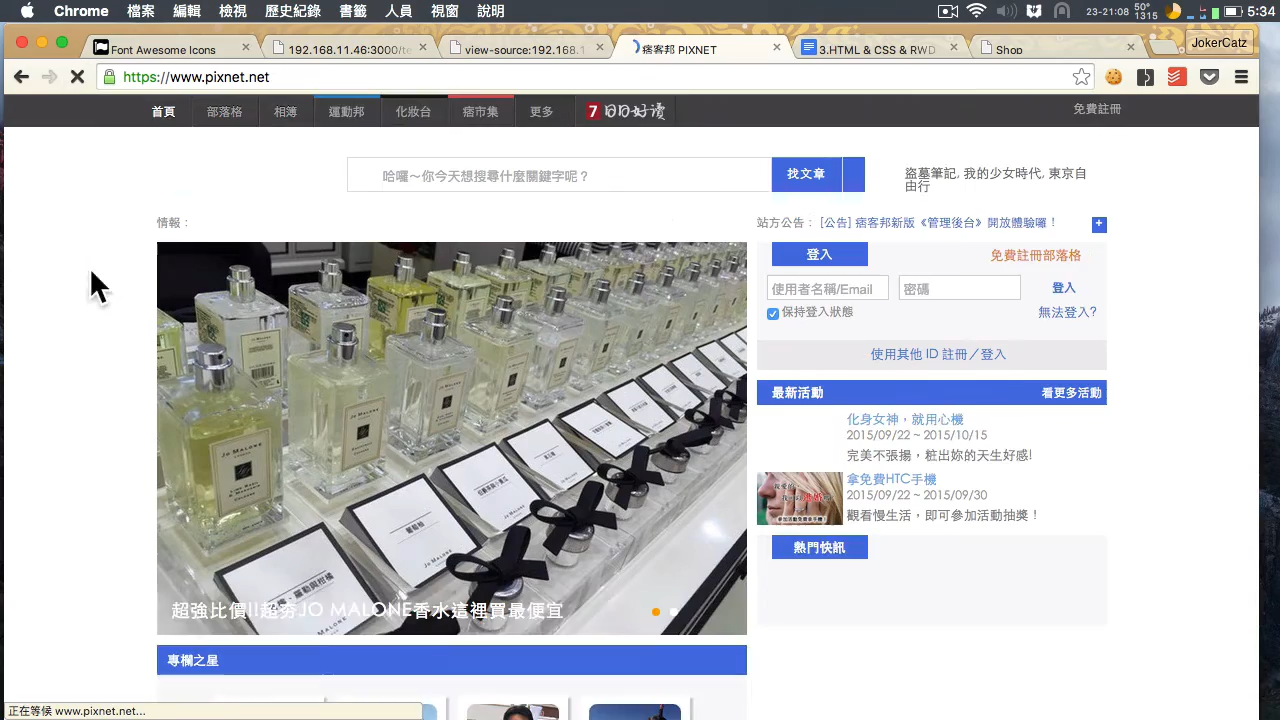 Chrome 檔案 編輯 檢視 歷史紀錄 書籤 人員 視窗 說明
23-21:08 50° 1315 5:34
Font Awesome Icons
192.168.11.46:3000/te
view-source:192.168.1
痞客邦 PIXNET
3.HTML & CSS & RWD
Shop
JokerCatz
https://www.pixnet.net
首頁 部落格 相簿 運動邦 化妝台 痞市集 更多
免費註冊
哈囉～你今天想搜尋什麼關鍵字呢？
找文章
盜墓筆記, 我的少女時代, 東京自
由行
情報：
站方公告： [公告] 痞客邦新版《管理後台》開放體驗囉！ +
登入 免費註冊部落格
使用者名稱/Email 密碼 登入
保持登入狀態 無法登入?
使用其他 ID 註冊／登入
最新活動 看更多活動
化身女神，就用心機
2015/09/22 ~ 2015/10/15
完美不張揚，粧出妳的天生好感!
拿免費HTC手機
2015/09/22 ~ 2015/09/30
觀看慢生活，即可參加活動抽獎！
熱門快訊
JO MALONE
超強比價!!超夯JO MALONE香水這裡買最便宜
專欄之星
正在等候 www.pixnet.net...